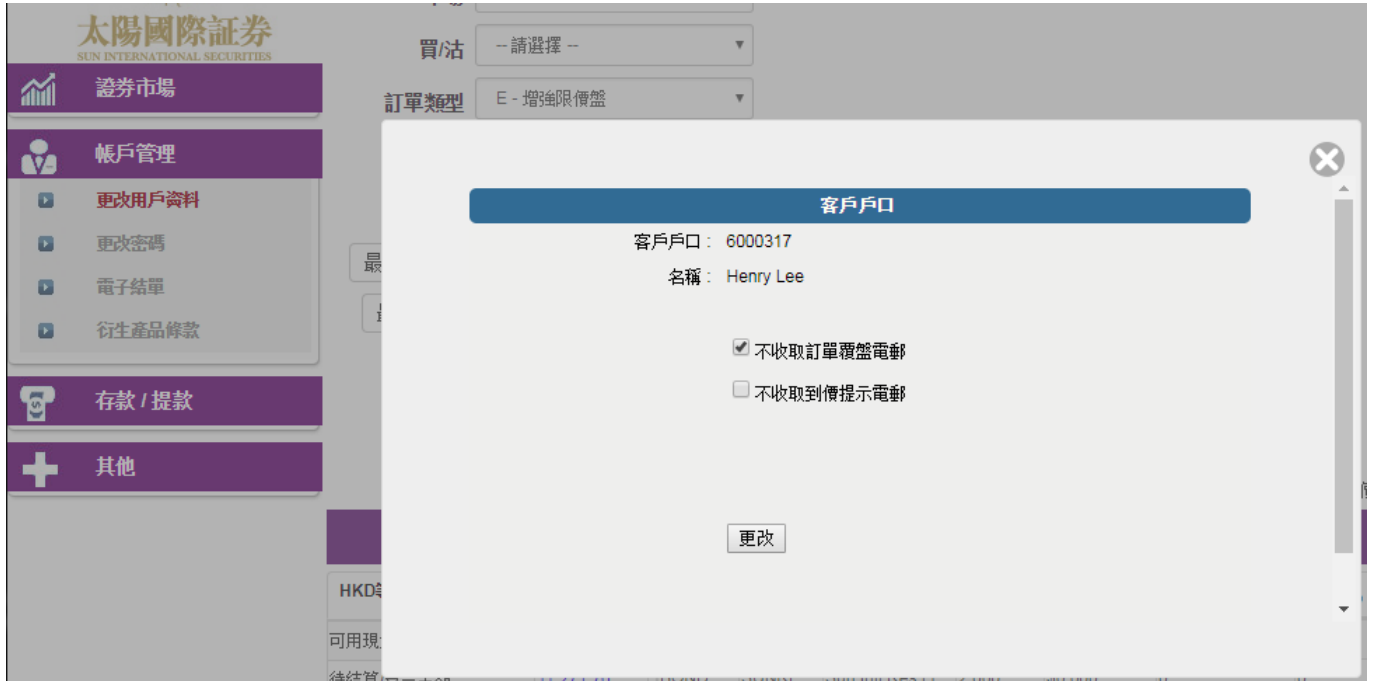 太陽國際証券
SUN INTERNATIONAL SECURITIES
證券市場
帳戶管理
更改用戶資料
更改密碼
電子結單
衍生產品條款
存款 / 提款
其他
買/沽
-- 請選擇 --
訂單類型
E - 增強限價盤
最
客戶戶口
客戶戶口 : 6000317
名稱 : Henry Lee
不收取訂單覆盤電郵
不收取到價提示電郵
更改
HKD
可用現